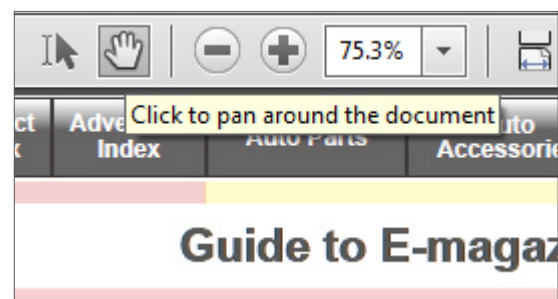 75.3%
Click to pan around the document
Index
Auto Parts
Accessorie
Guide to E-magaz